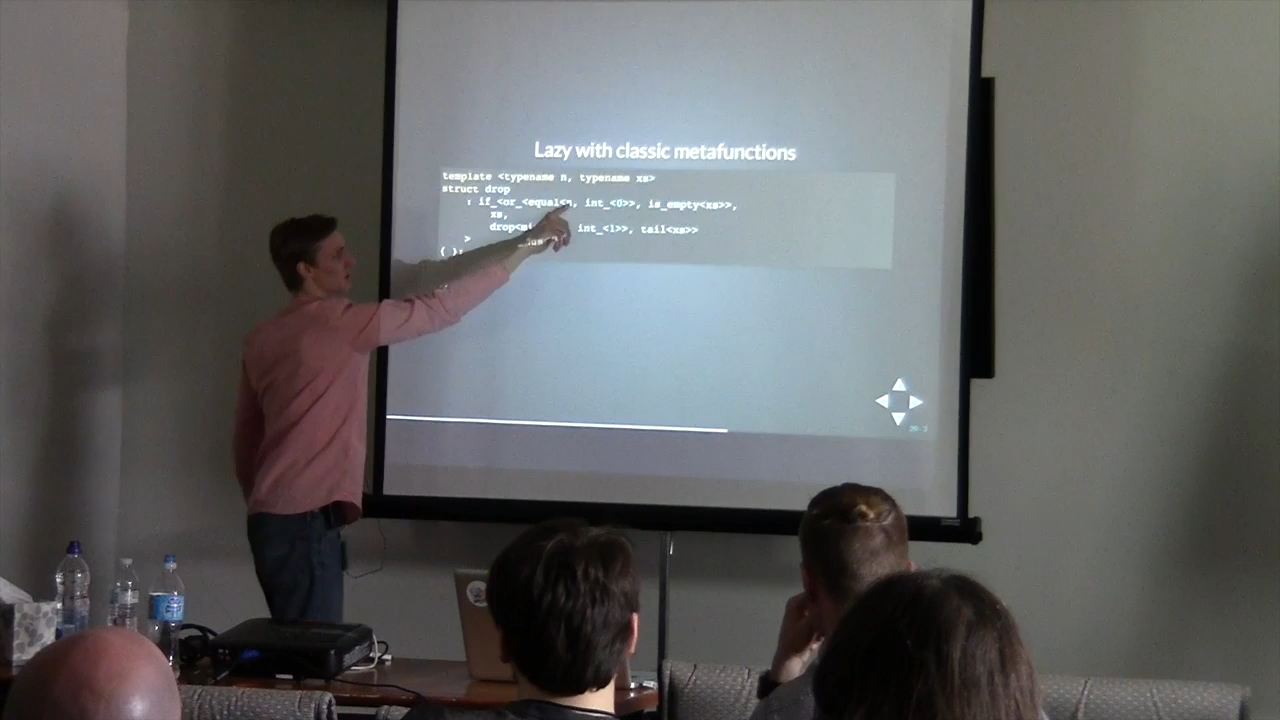 Lazy with classic metafunctions
template <typename n, typename xs>
struct drop
: if_<or_<equal<n, int_<0>>, is_empty<xs>>,
xs,
drop< int_<1>>, tail<xs>>
>
{ };